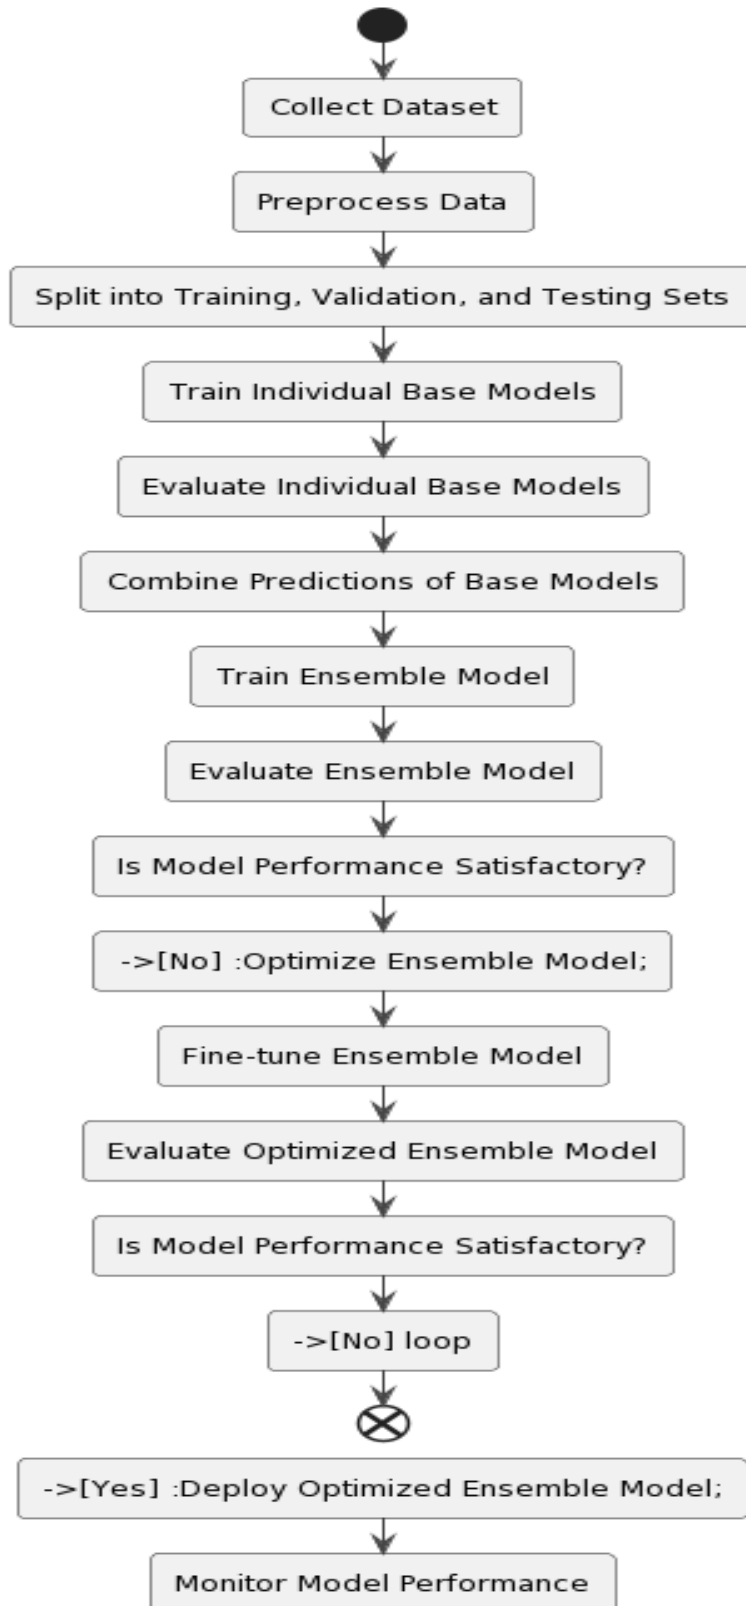 Collect Dataset
Preprocess Data
Split into Training, Validation, and Testing Sets
Train Individual Base Models
Evaluate Individual Base Models
Combine Predictions of Base Models
Train Ensemble Model
Evaluate Ensemble Model
Is Model Performance Satisfactory?
->[No] :Optimize Ensemble Model;
Fine-tune Ensemble Model
Evaluate Optimized Ensemble Model
Is Model Performance Satisfactory?
->[No] loop
->[Yes] :Deploy Optimized Ensemble Model;
Monitor Model Performance